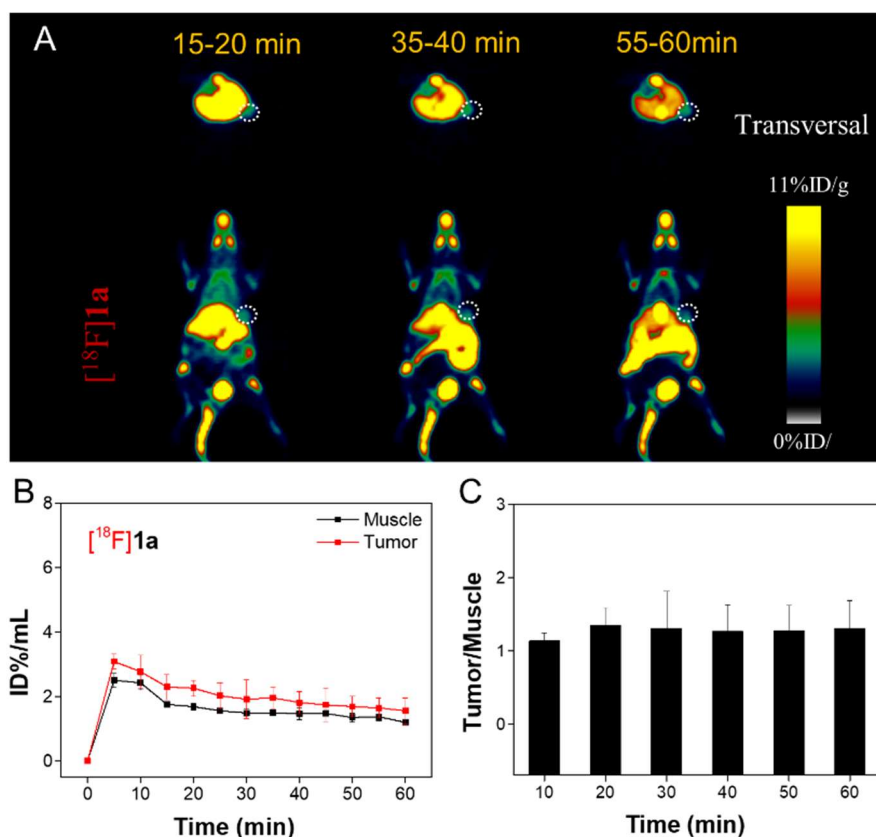 A
15-20 min
35-40 min
55-60min
Transversal
11%ID/g
[¹⁸F]1a
0%ID/
B
8
6
4
2
0
ID%/mL
[¹⁸F]1a
Muscle
Tumor
0 10 20 30 40 50 60
Time (min)
C
3
2
1
0
Tumor/Muscle
10 20 30 40 50 60
Time (min)